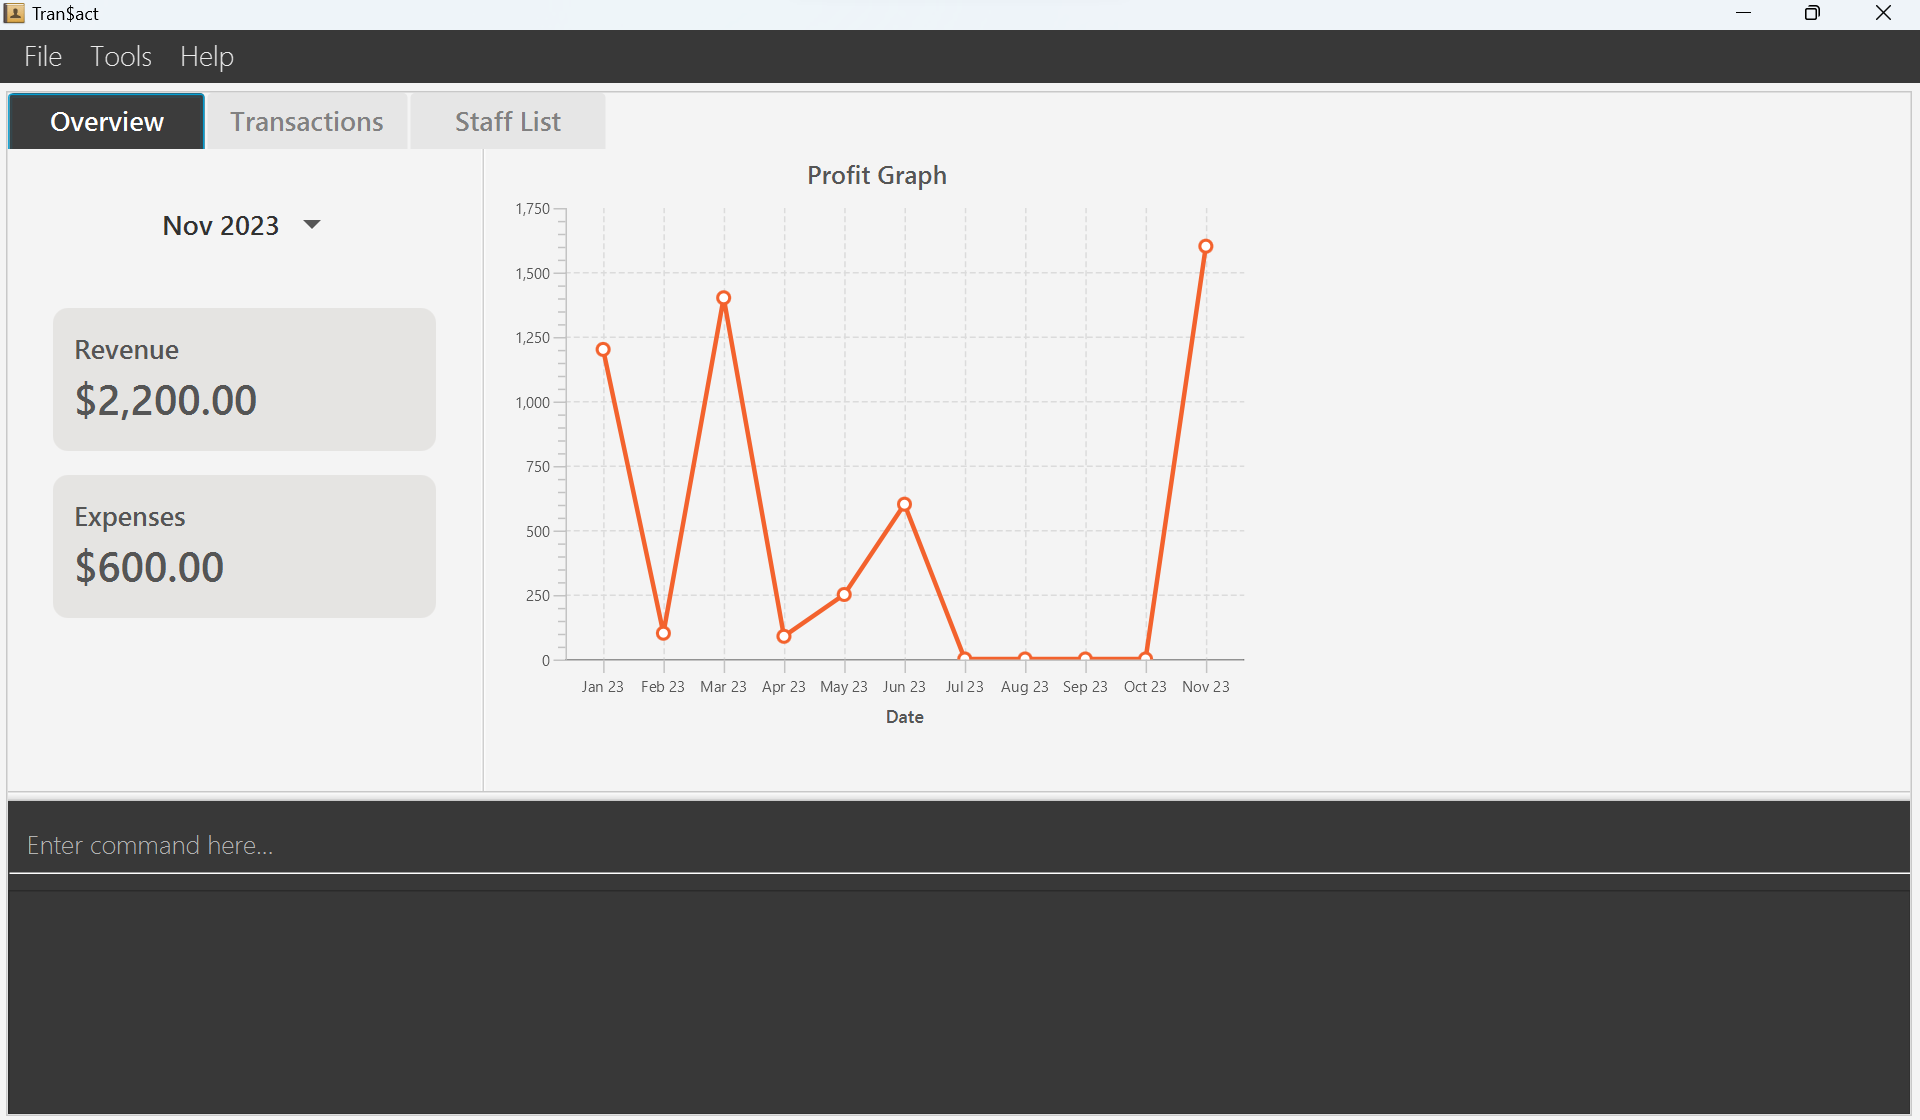 Tran$act
File Tools Help
Overview Transactions Staff List
Nov 2023
Revenue
$2,200.00
Expenses
$600.00
Profit Graph
1,750
1,500
1,250
1,000
750
500
250
0
Jan 23 Feb 23 Mar 23 Apr 23 May 23 Jun 23 Jul 23 Aug 23 Sep 23 Oct 23 Nov 23
Date
Enter command here...